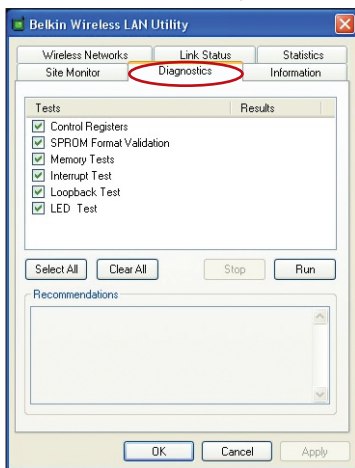 Belkin Wireless LAN Utility
Wireless Networks Link Status Statistics
Site Monitor Diagnostics Information
Tests Results
Control Registers
SPROM Format Validation
Memory Tests
Interrupt Test
Loopback Test
LED Test
Select All Clear All Stop Run
Recommendations
OK Cancel Apply